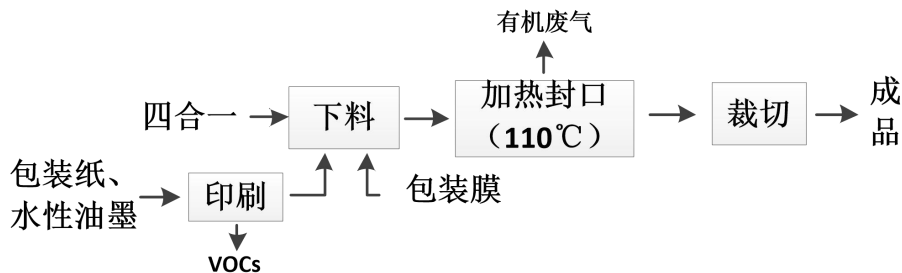 有机废气
四合一
下料
加热封口
（110℃）
裁切
成
品
包装纸、
水性油墨
印刷
包装膜
VOCs